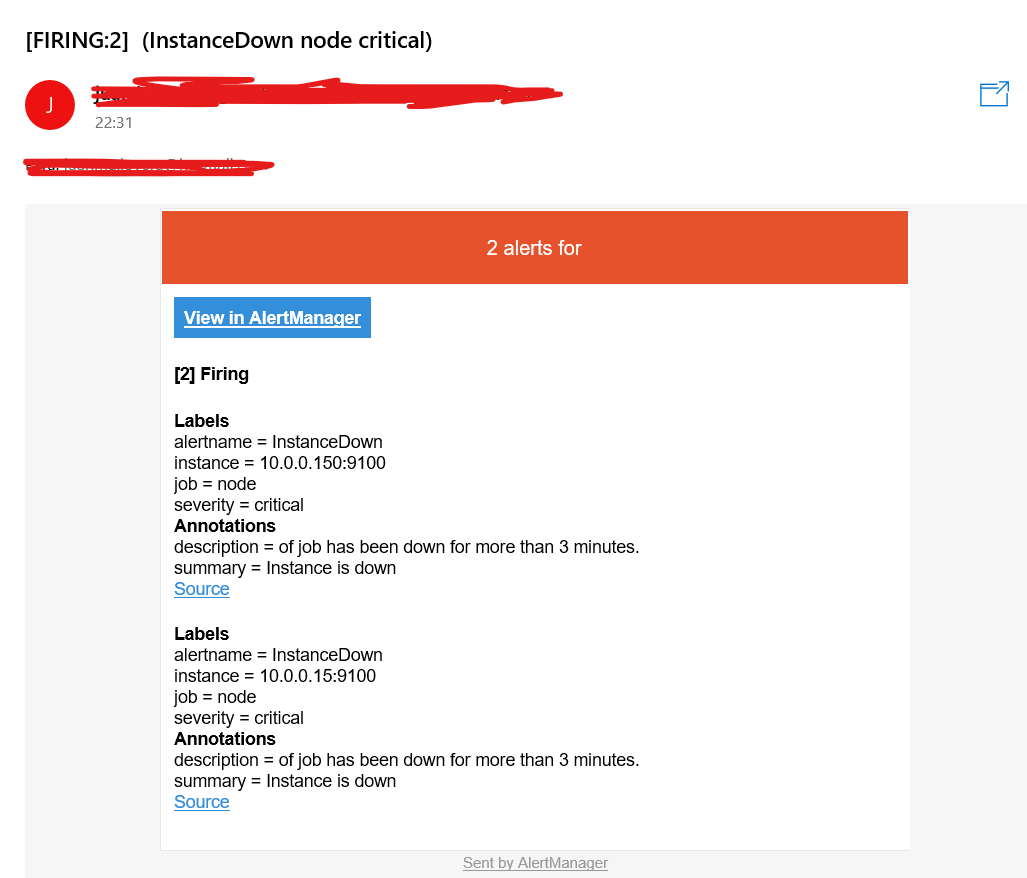 [FIRING:2] (InstanceDown node critical)
J
22:31
2 alerts for
View in AlertManager
[2] Firing
Labels
alertname = InstanceDown
instance = 10.0.0.150:9100
job = node
severity = critical
Annotations
description = of job has been down for more than 3 minutes.
summary = Instance is down
Source
Labels
alertname = InstanceDown
instance = 10.0.0.15:9100
job = node
severity = critical
Annotations
description = of job has been down for more than 3 minutes.
summary = Instance is down
Source
Sent by AlertManager